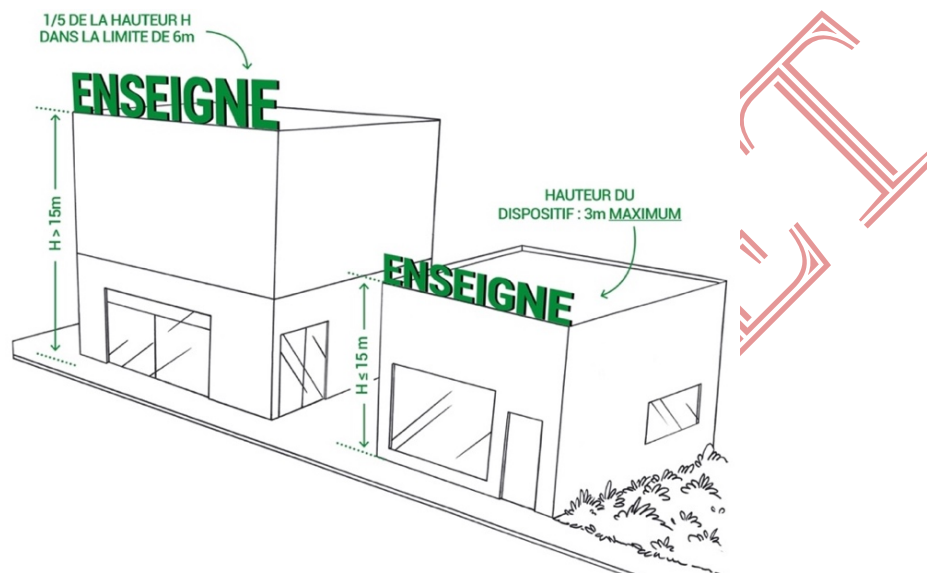 1/5 DE LA HAUTEUR H
DANS LA LIMITE DE 6m
ENSEIGNE
H > 15m
HAUTEUR DU
DISPOSITIF : 3m MAXIMUM
ENSEIGNE
H ≤ 15 m